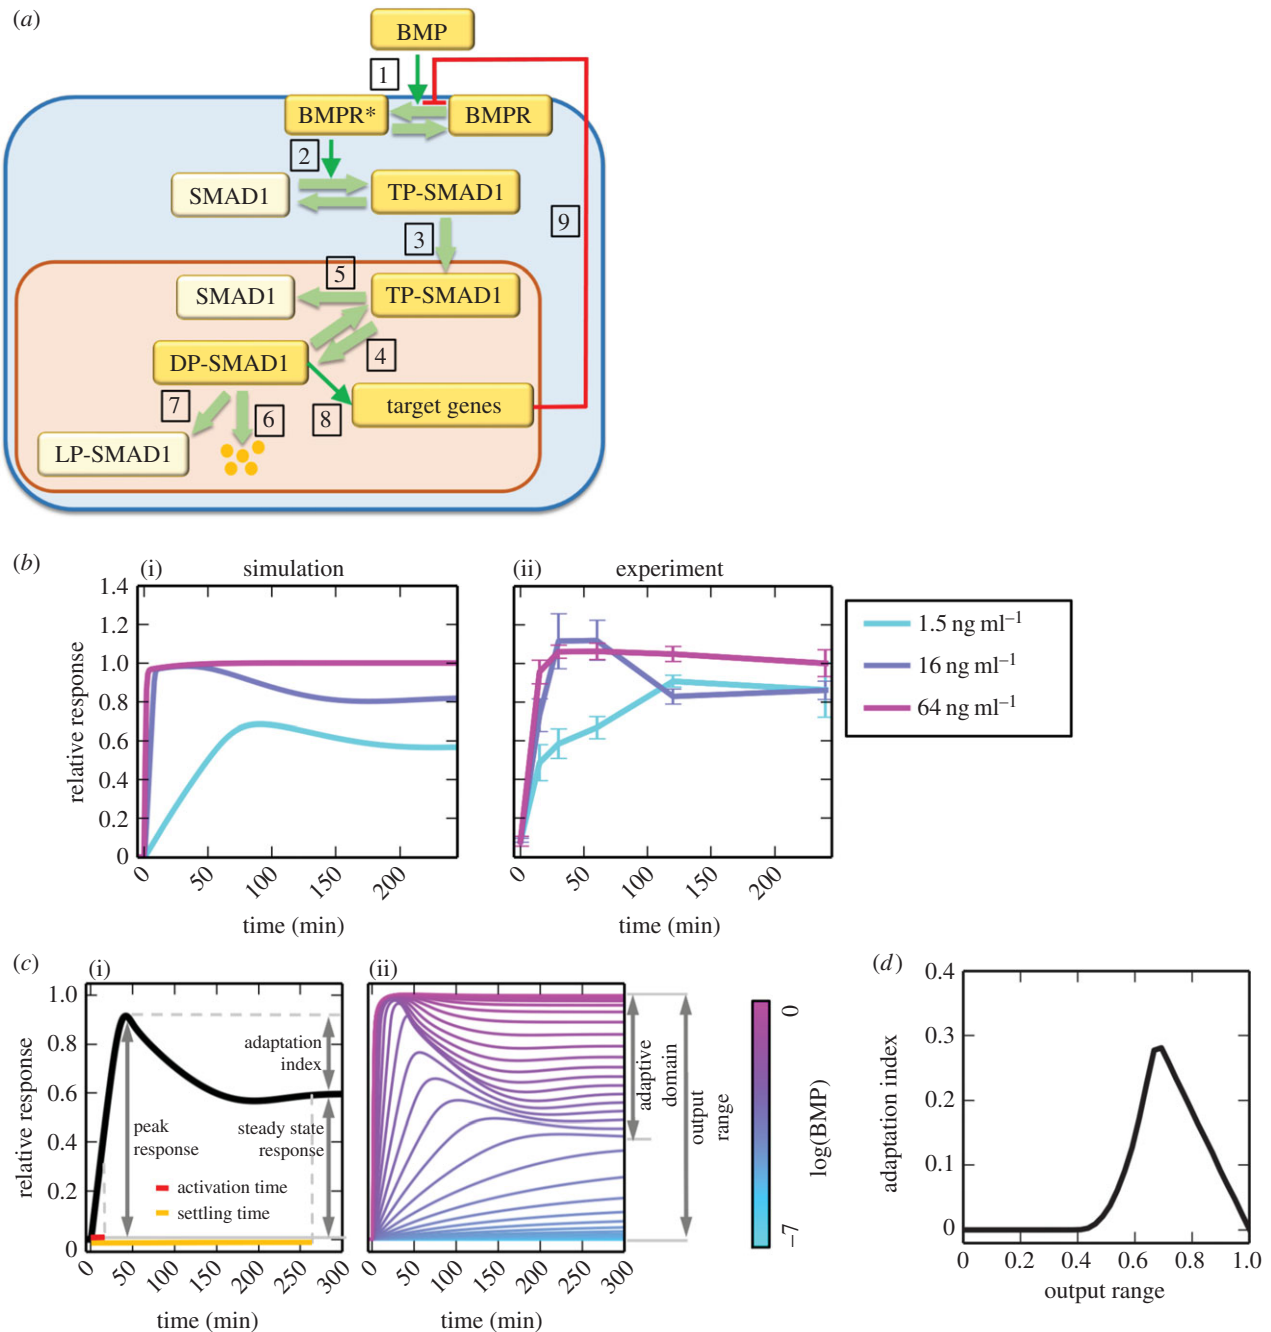 (a)
BMP
1
BMPR*
BMPR
2
SMAD1
TP-SMAD1
9
3
5
SMAD1
TP-SMAD1
DP-SMAD1
4
7
6
8
target genes
LP-SMAD1
(b)
(i)
simulation
(ii)
experiment
relative response
1.4
1.2
1.0
0.8
0.6
0.4
0.2
0
0
50
100
150
200
time (min)
0
50
100
150
200
time (min)
1.5 ng ml⁻¹
16 ng ml⁻¹
64 ng ml⁻¹
(c)
(i)
relative response
1.0
0.8
0.6
0.4
0.2
0
adaptation
index
peak
response
steady state
response
activation time
settling time
0
50
100
150
200
250
300
time (min)
(ii)
adaptive
domain
output
range
0
50
100
150
200
250
300
time (min)
0
log(BMP)
–7
(d)
adaptation index
0.4
0.3
0.2
0.1
0
0
0.2
0.4
0.6
0.8
1.0
output range